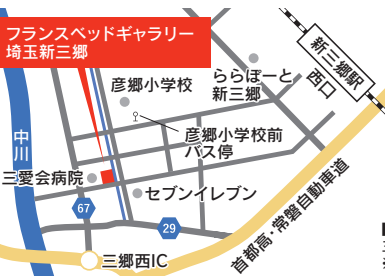 フランスベッドギャラリー
埼玉新三郷
彦郷小学校
ららぽーと
新三郷
新三郷駅
西口
彦郷小学校前
バス停
中川
三愛会病院
セブンイレブン
67
29
三郷西IC
首都高・常磐自動車道